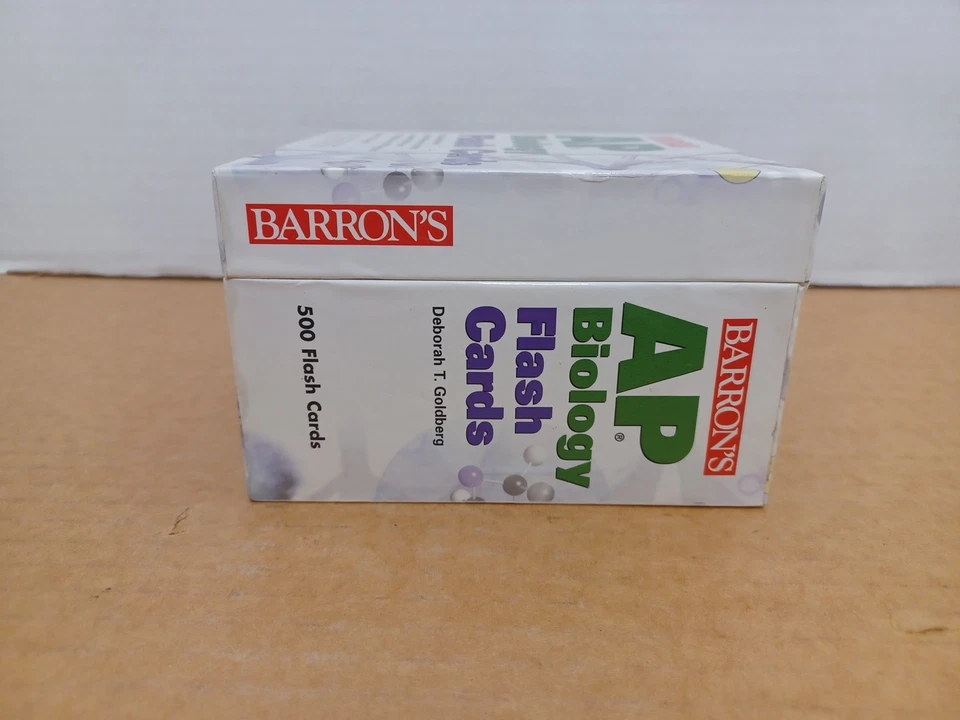 BARRON'S
BARRON'S
AP®
Biology
Flash
Cards
Deborah T. Goldberg
500 Flash Cards